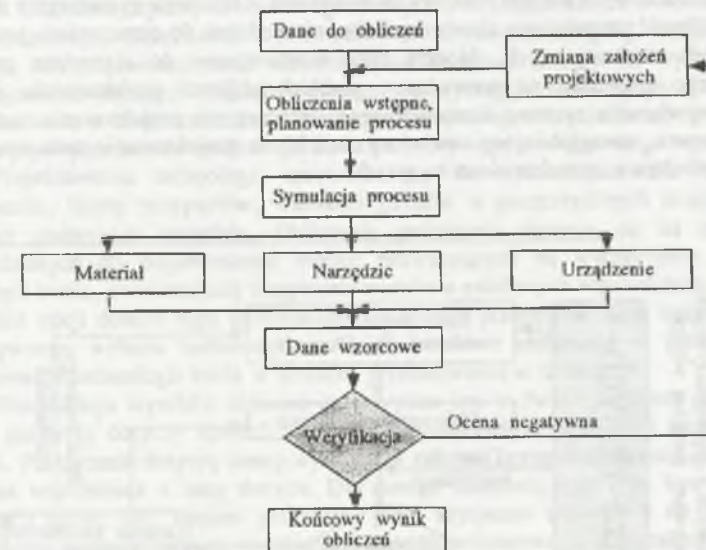 Dane do obliczeń
Zmiana założeń
projektowych
Obliczenia wstępne,
planowanie procesu
Symulacja procesu
Materiał
Narzędzie
Urządzenie
Dane wzorcowe
Weryfikacja
Ocena negatywna
Końcowy wynik
obliczeń